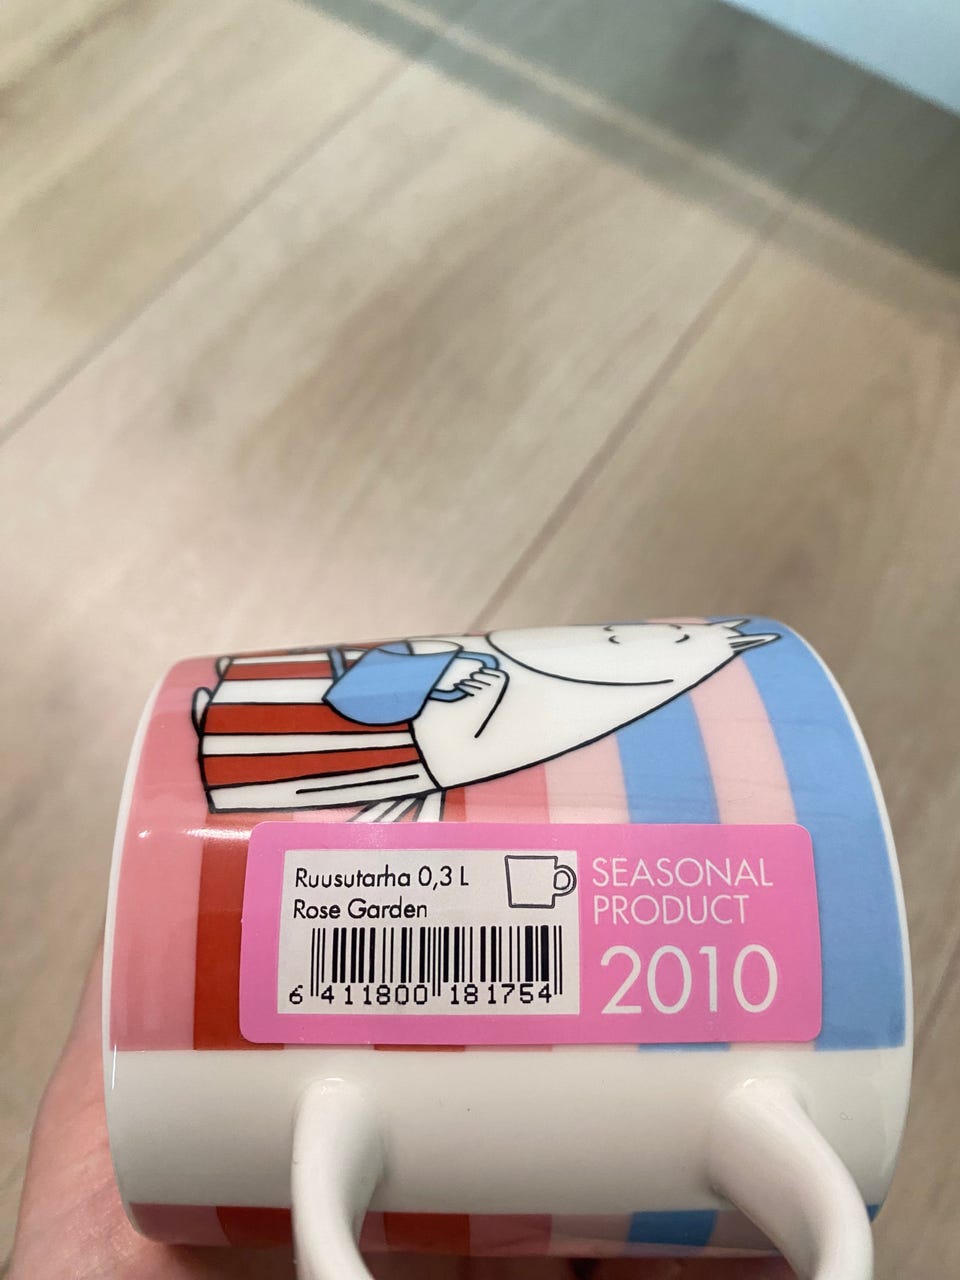 Ruusutarha 0,3 L
Rose Garden
6 411800 181754
SEASONAL
PRODUCT
2010